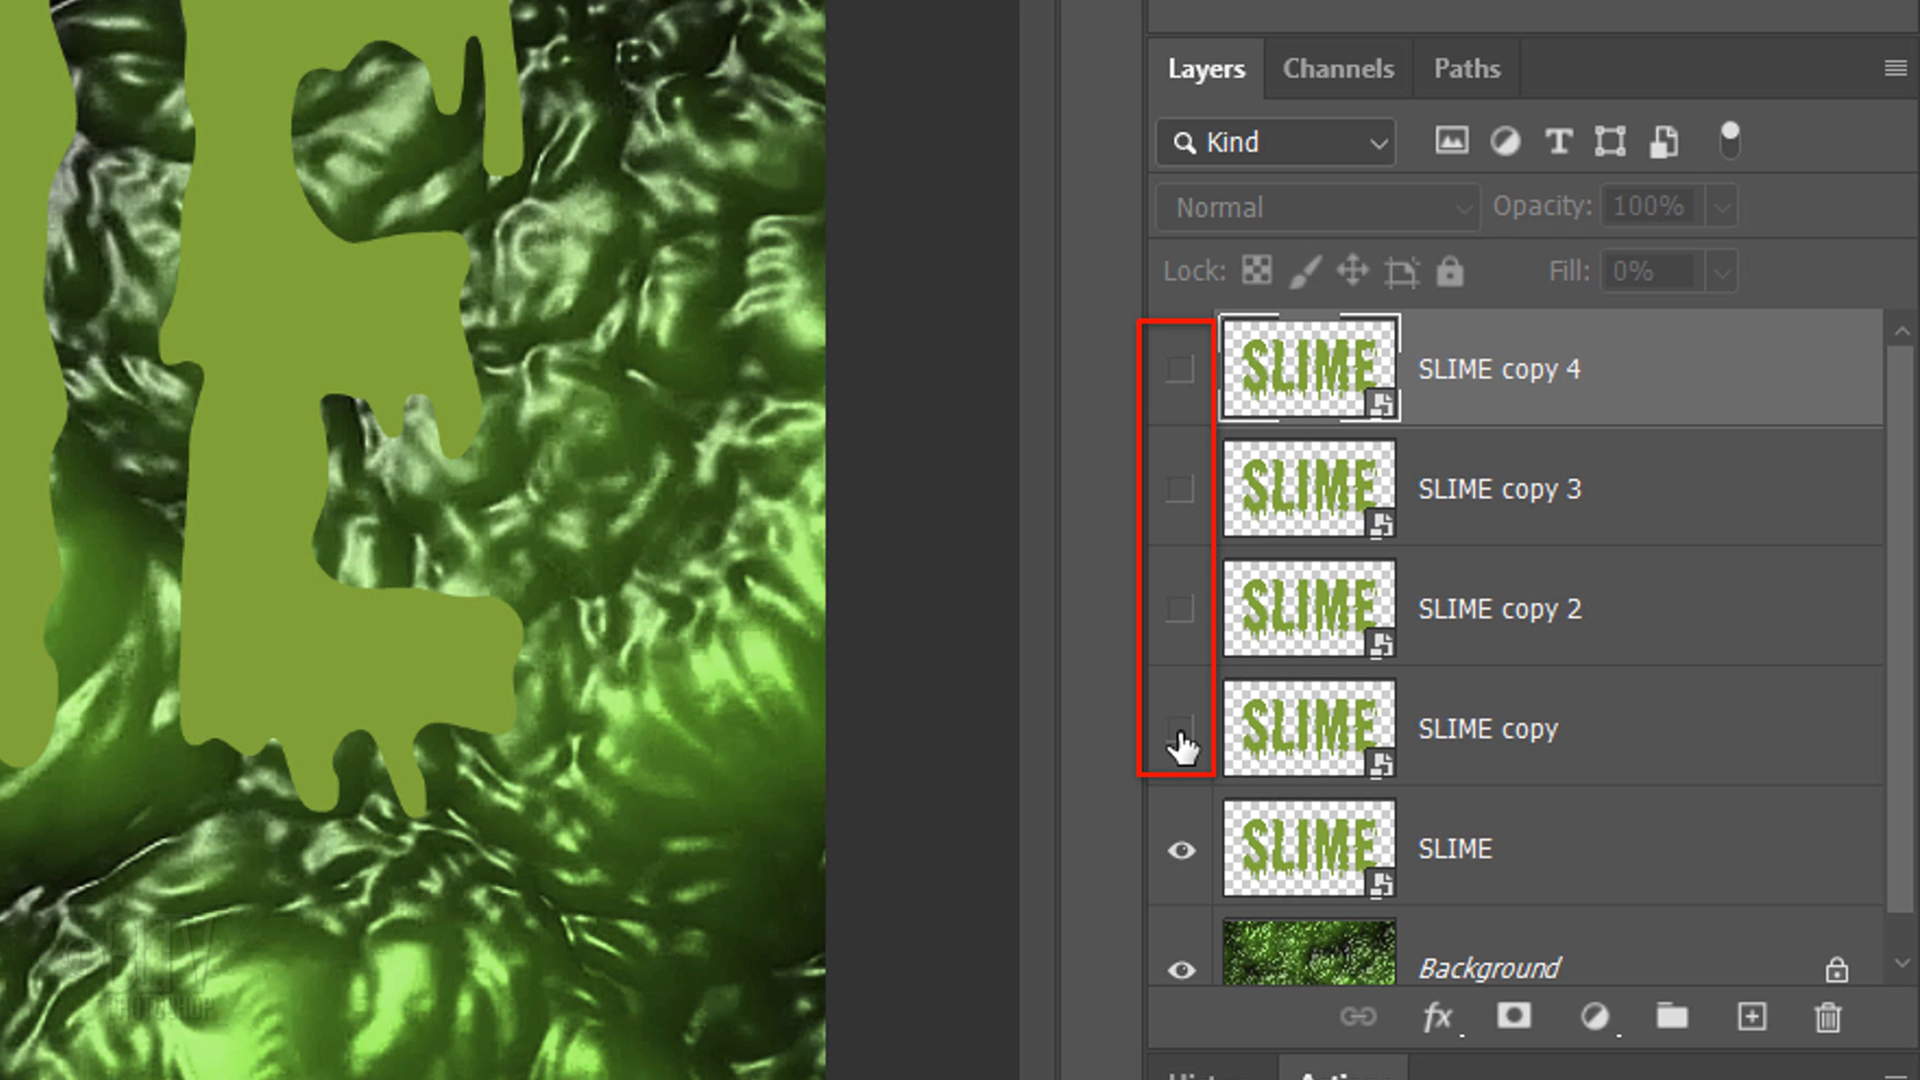 Layers Channels Paths
Kind
Normal Opacity: 100%
Lock: Fill: 0%
SLIME SLIME copy 4
SLIME SLIME copy 3
SLIME SLIME copy 2
SLIME SLIME copy
SLIME SLIME
Background
fx
PHOTOSHOP